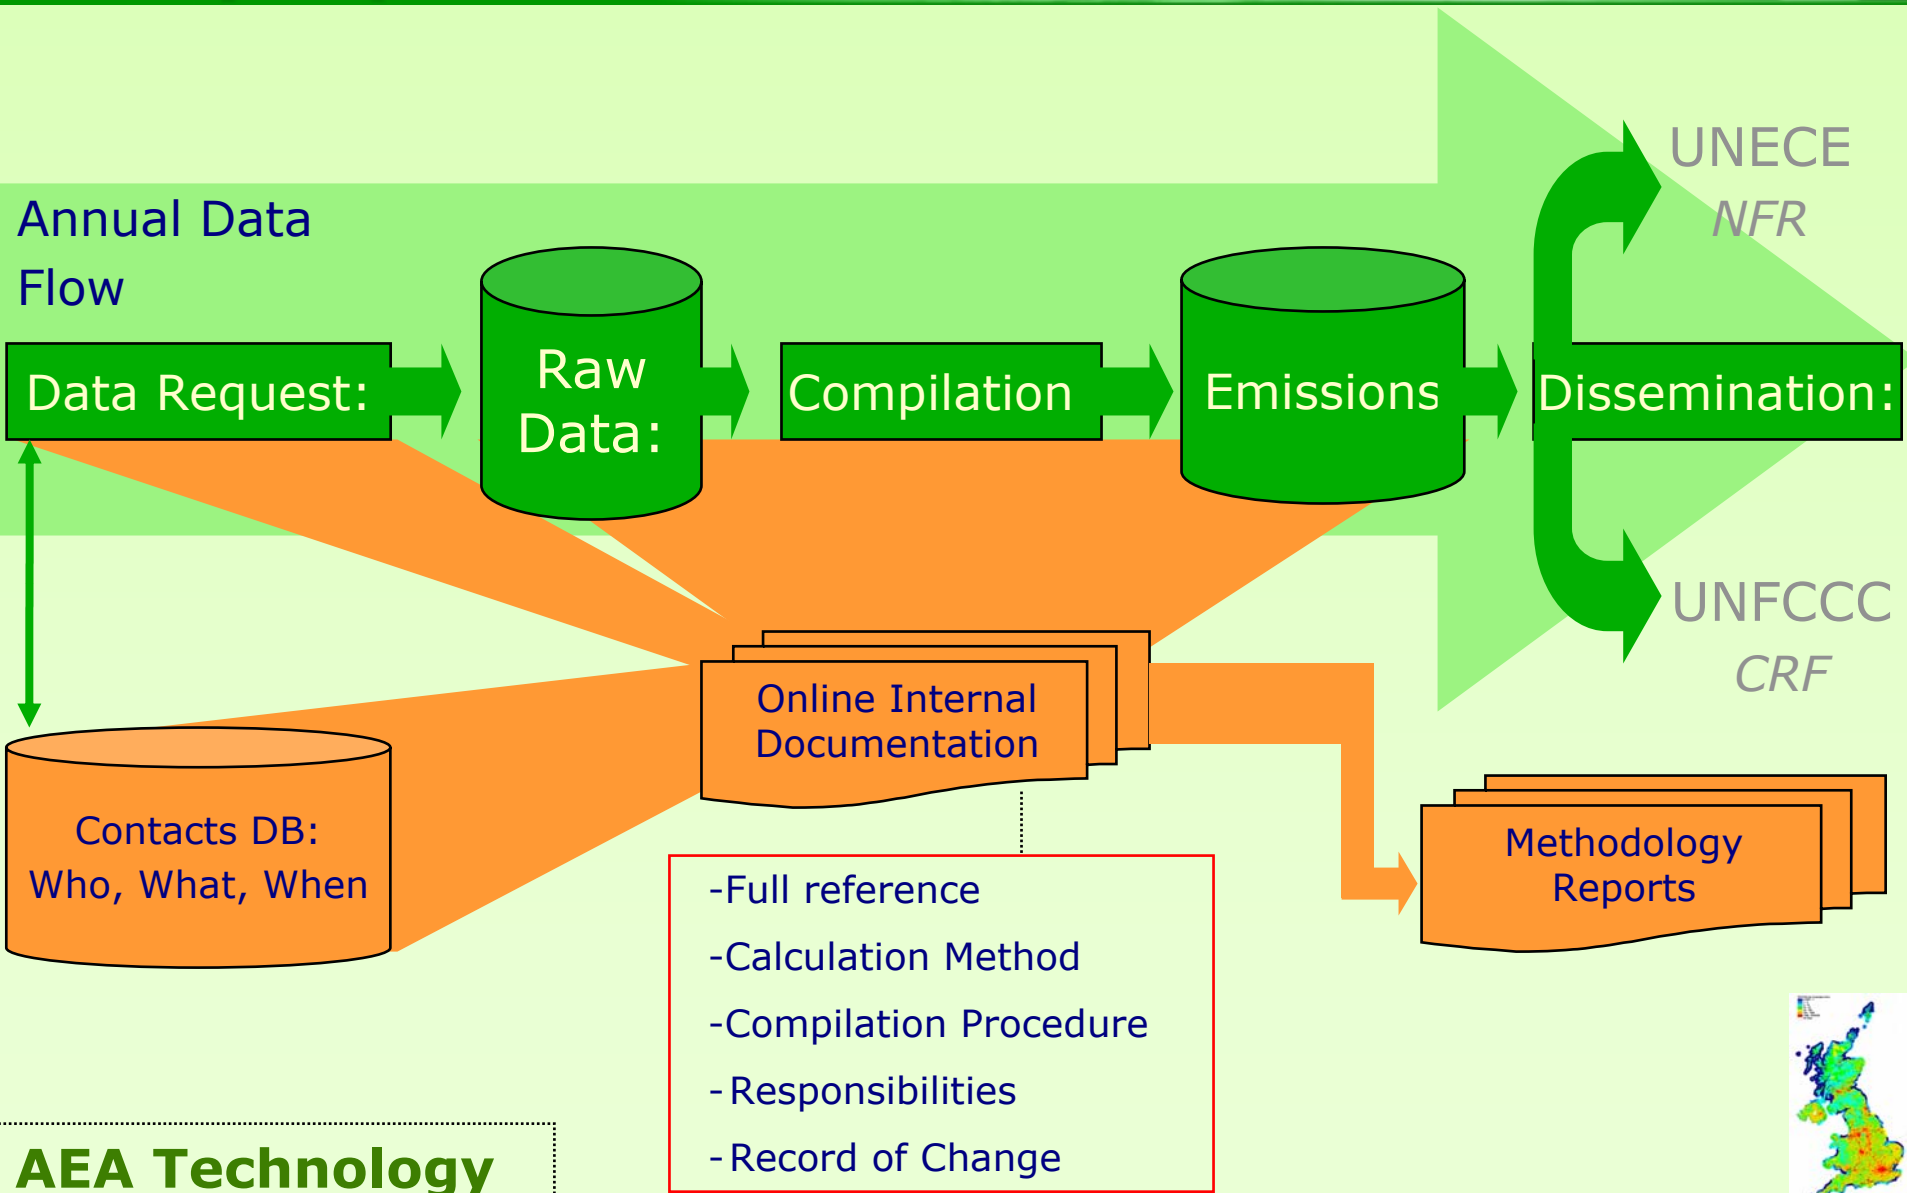 UNECE
NFR
Annual Data
Flow
Data Request:
Raw
Data:
Compilation
Emissions
Dissemination:
UNFCCC
CRF
Online Internal
Documentation
Contacts DB:
Who, What, When
Methodology
Reports
-Full reference
-Calculation Method
-Compilation Procedure
-Responsibilities
-Record of Change
AEA Technology